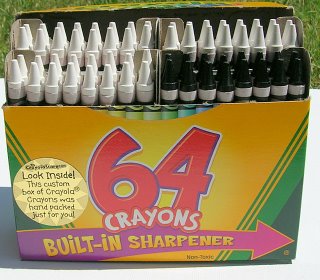 Look Inside!
This custom
box of Crayola®
Crayons was
hand packed
just for you!
64
CRAYONS
BUILT-IN SHARPENER
Non-Toxic